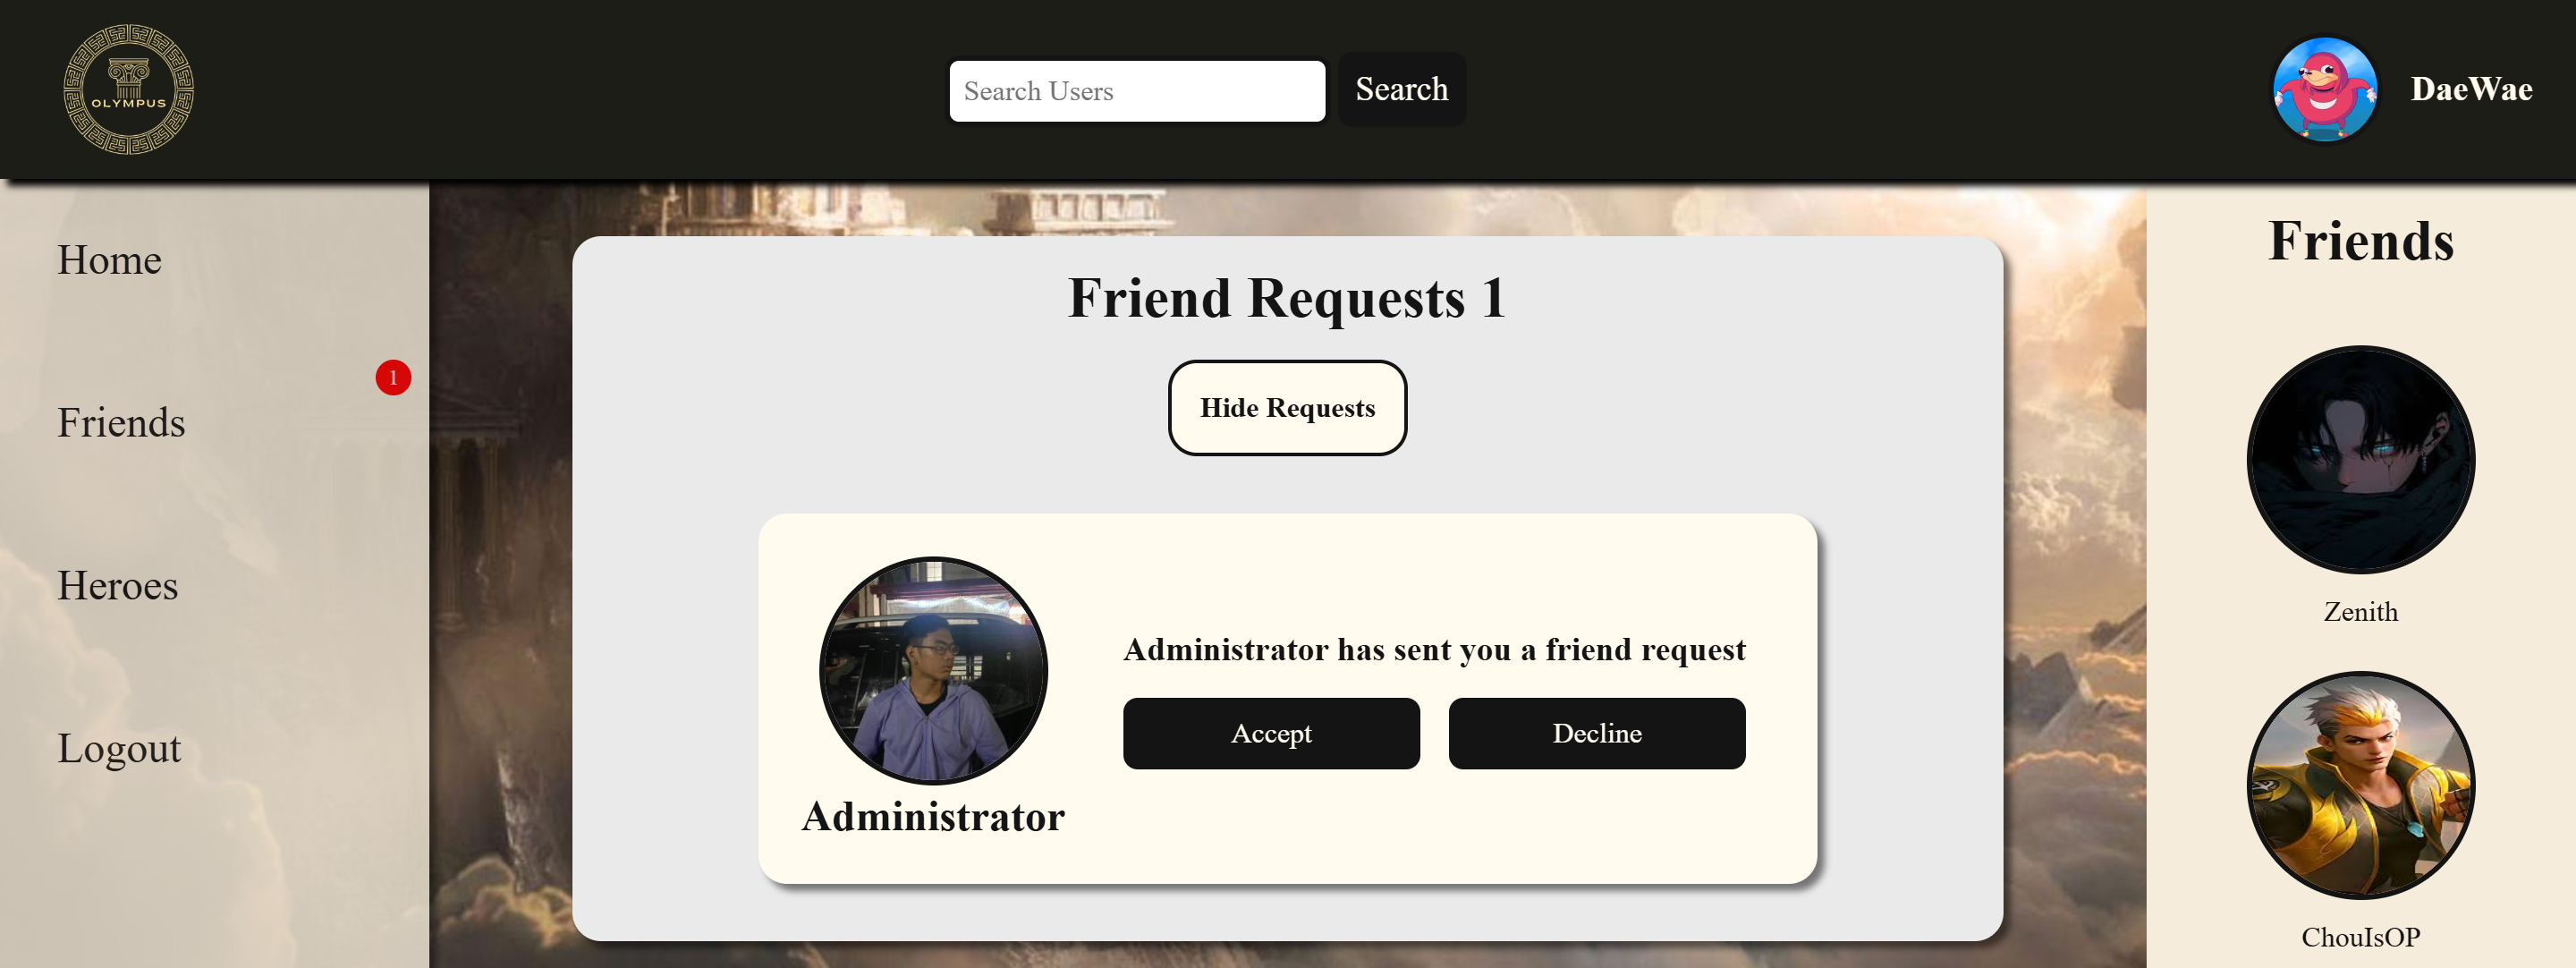 OLYMPUS
Search Users
Search
DaeWae
Home
1
Friends
Heroes
Logout
Friend Requests 1
Hide Requests
Administrator
Administrator has sent you a friend request
Accept
Decline
Friends
Zenith
ChouIsOP